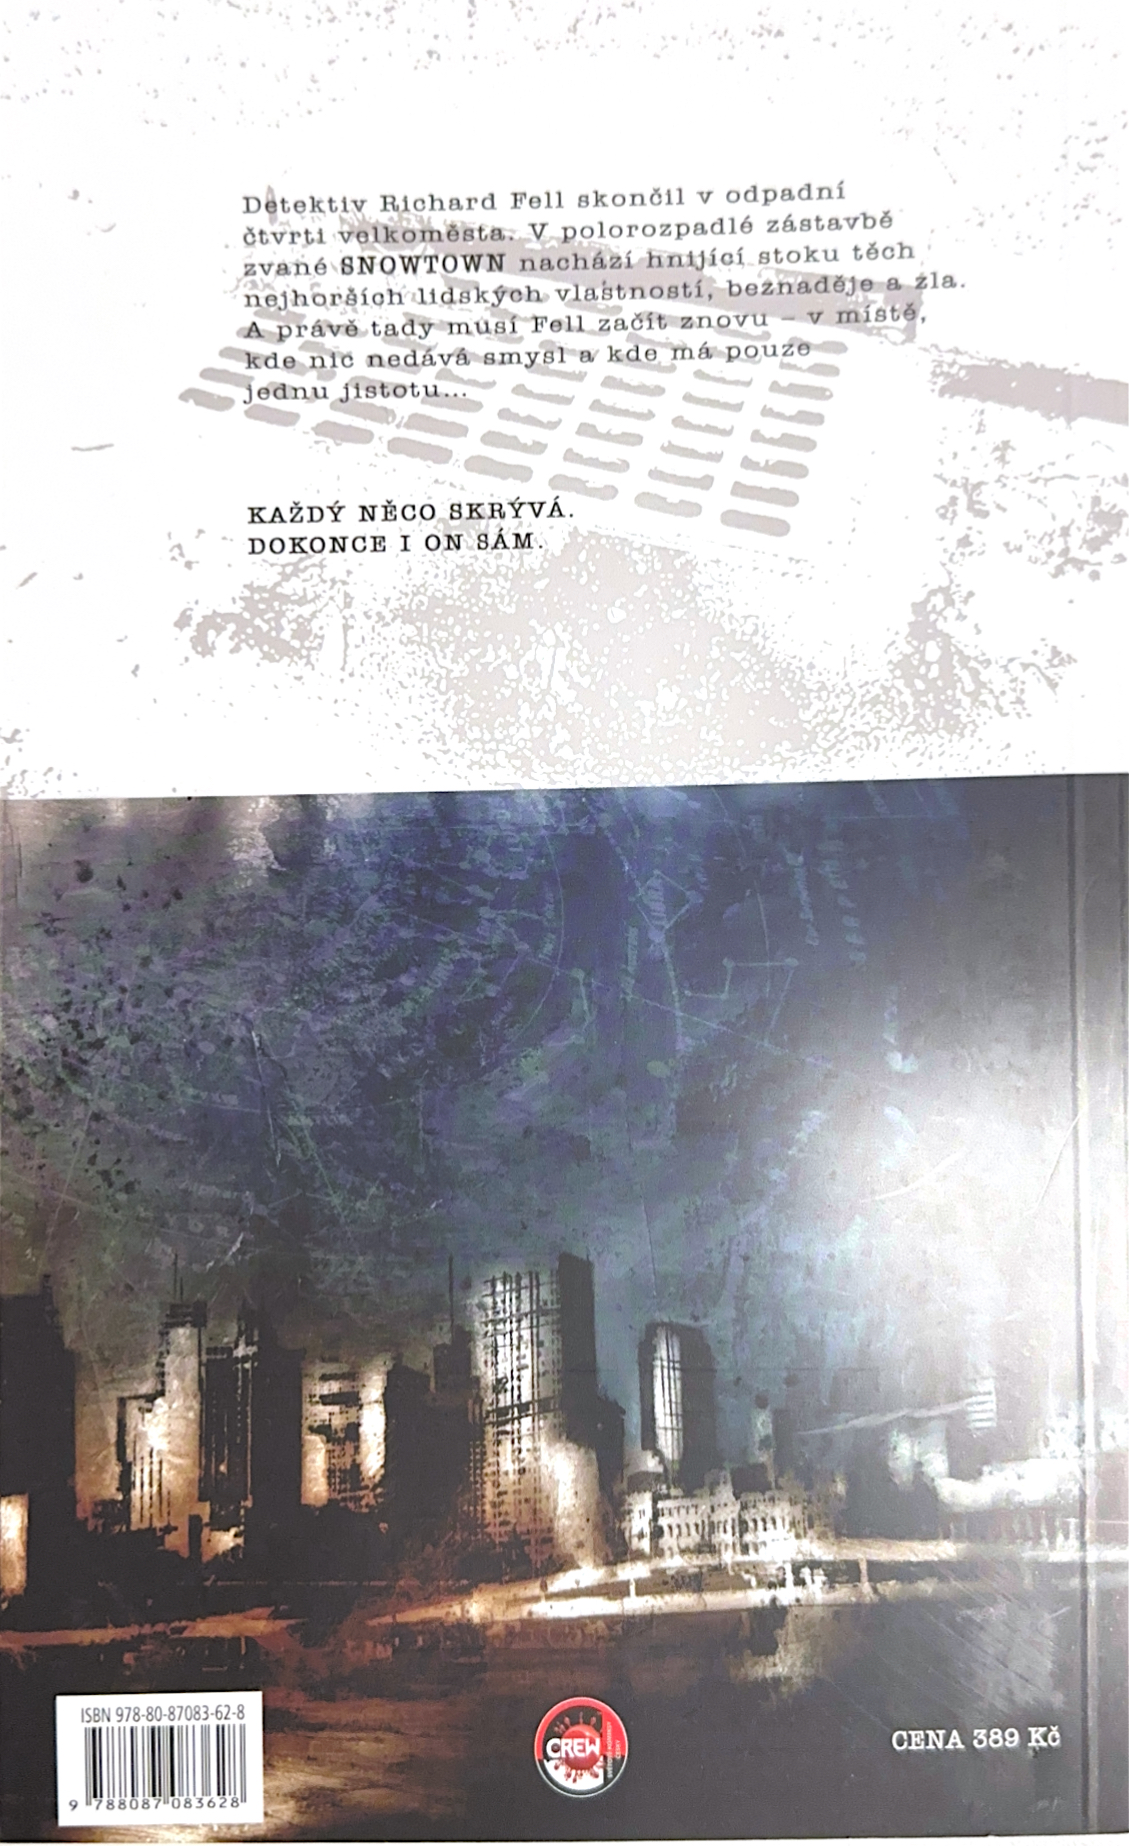 Detektiv Richard Fell skončil v odpadní
čtvrti velkoměsta. V polorozpadlé zástavbě
zvané SNOWTOWN nachází hnijící stoku těch
nejhorších lidských vlastností, beznaděje a zla.
A právě tady musí Fell začít znovu – v místě,
kde nic nedává smysl a kde má pouze
jednu jistotu...
KAŽDÝ NĚCO SKRÝVÁ.
DOKONCE I ON SÁM.
ISBN 978-80-87083-62-8
9 788087 083628
CREW
CENA 389 Kč